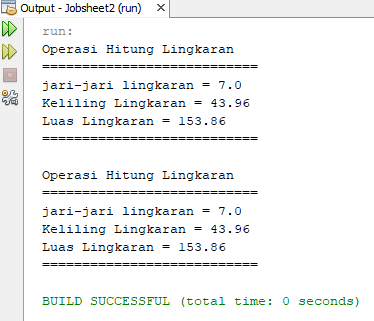 Output - Jobsheet2 (run)
run:
Operasi Hitung Lingkaran
===========================
jari-jari lingkaran = 7.0
Keliling Lingkaran = 43.96
Luas Lingkaran = 153.86
===========================
Operasi Hitung Lingkaran
===========================
jari-jari lingkaran = 7.0
Keliling Lingkaran = 43.96
Luas Lingkaran = 153.86
===========================
BUILD SUCCESSFUL (total time: 0 seconds)